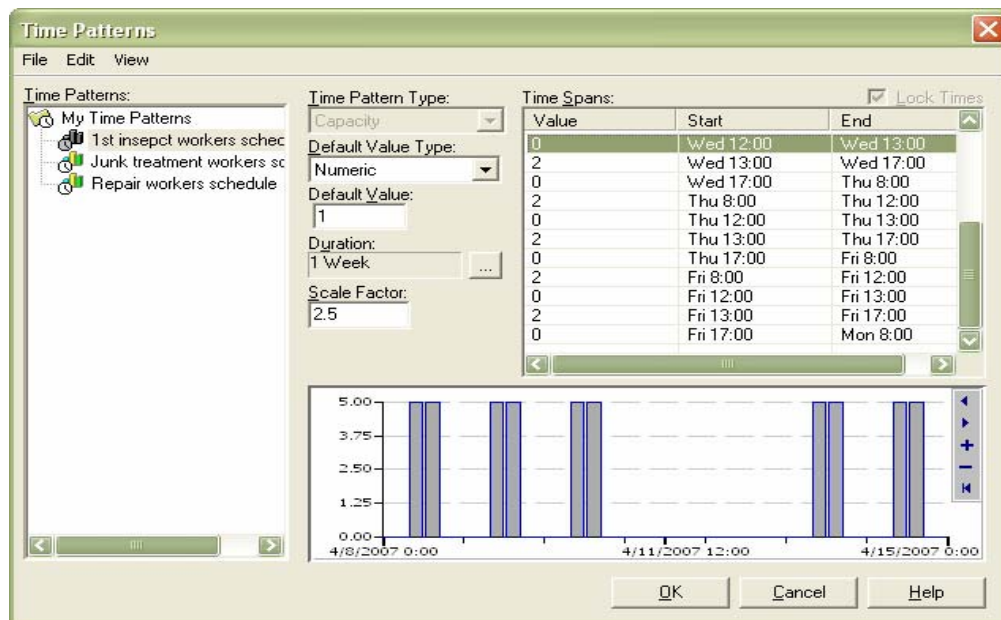 Time Patterns
File Edit View
Time Patterns:
My Time Patterns
1st insepct workers schec
Junk treatment workers sc
Repair workers schedule
Time Pattern Type:
Capacity
Default Value Type:
Numeric
Default Value:
1
Duration:
1 Week
...
Scale Factor:
2.5
Time Spans:
Lock Times
Value Start End
0 Wed 12:00 Wed 13:00
2 Wed 13:00 Wed 17:00
0 Wed 17:00 Thu 8:00
2 Thu 8:00 Thu 12:00
0 Thu 12:00 Thu 13:00
2 Thu 13:00 Thu 17:00
0 Thu 17:00 Fri 8:00
2 Fri 8:00 Fri 12:00
0 Fri 12:00 Fri 13:00
2 Fri 13:00 Fri 17:00
0 Fri 17:00 Mon 8:00
5.00
3.75
2.50
1.25
0.00
4/8/2007 0:00 4/11/2007 12:00 4/15/2007 0:00
OK Cancel Help